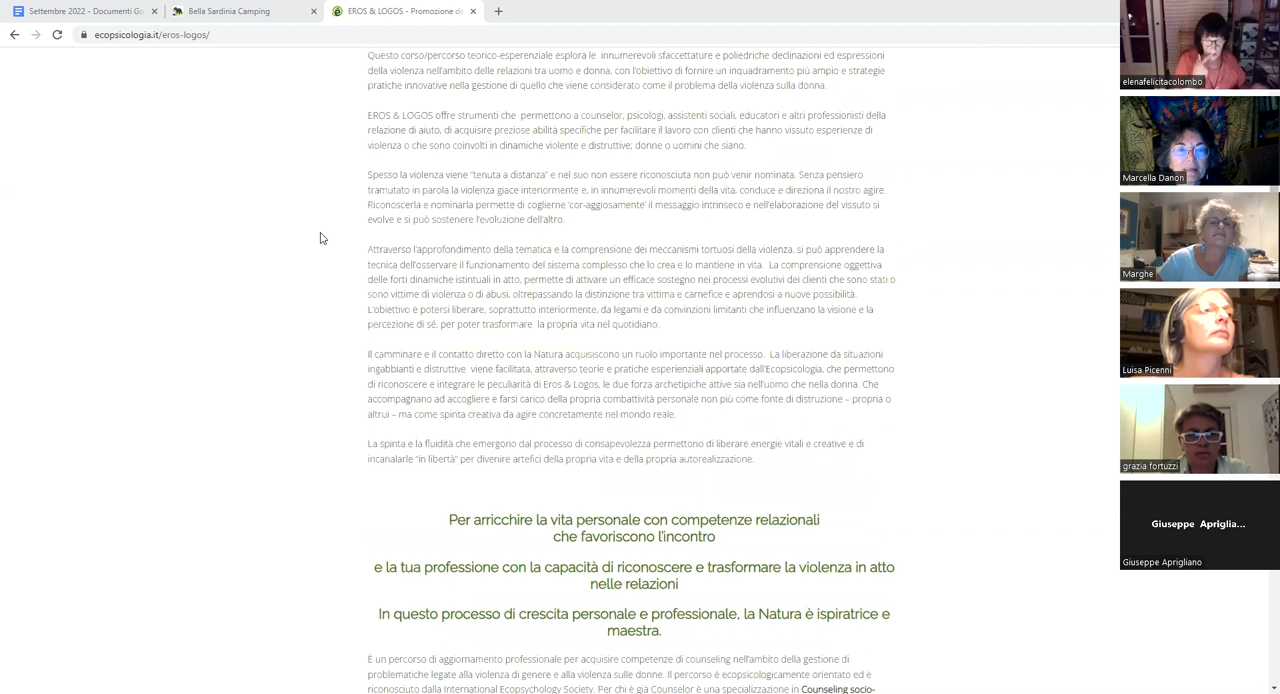 Settembre 2022 - Documenti Go
Bella Sardinia Camping
EROS & LOGOS - Promozione de
ecopsicologia.it/eros-logos/
Questo corso/percorso teorico-esperenziale esplora le innumerevoli sfaccettature e poliedriche declinazioni ed espressioni
della violenza nell'ambito delle relazioni tra uomo e donna, con l'obiettivo di fornire un inquadramento più ampio e strategie
pratiche innovative nella gestione di quello che viene considerato come il problema della violenza sulla donna.
EROS & LOGOS offre strumenti che permettono a counselor, psicologi, assistenti sociali, educatori e altri professionisti della
relazione di aiuto, di acquisire preziose abilità specifiche per facilitare il lavoro con clienti che hanno vissuto esperienze di
violenza o che sono coinvolti in dinamiche violente e distruttive; donne o uomini che siano.
Spesso la violenza viene "tenuta a distanza" e nel suo non essere riconosciuta non può venir nominata. Senza pensiero
tramutato in parola la violenza giace interiormente e, in innumerevoli momenti della vita, conduce e direziona il nostro agire.
Riconoscerla e nominarla permette di coglierne 'cor-aggiosamente' il messaggio intrinseco e nell'elaborazione del vissuto si
evolve e si può sostenere l'evoluzione dell'altro.
Attraverso l'approfondimento della tematica e la comprensione dei meccanismi tortuosi della violenza. si può apprendere la
tecnica dell'osservare il funzionamento del sistema complesso che lo crea e lo mantiene in vita. La comprensione oggettiva
delle forti dinamiche istintuali in atto, permette di attivare un efficace sostegno nei processi evolutivi dei clienti che sono stati o
sono vittime di violenza o di abusi, oltrepassando la distinzione tra vittima e carnefice e aprendosi a nuove possibilità.
L'obiettivo è potersi liberare, soprattutto interiormente, da legami e da convinzioni limitanti che influenzano la visione e la
percezione di sé, per poter trasformare la propria vita nel quotidiano.
Il camminare e il contatto diretto con la Natura acquisiscono un ruolo importante nel processo. La liberazione da situazioni
ingabbianti e distruttive viene facilitata, attraverso teorie e pratiche esperienziali apportate dall'Ecopsicologia, che permettono
di riconoscere e integrare le peculiarità di Eros & Logos, le due forza archetipiche attive sia nell'uomo che nella donna. Che
accompagnano ad accogliere e farsi carico della propria combattività personale non più come fonte di distruzione – propria o
altrui – ma come spinta creativa da agire concretamente nel mondo reale.
La spinta e la fluidità che emergono dal processo di consapevolezza permettono di liberare energie vitali e creative e di
incanalarle "in libertà" per divenire artefici della propria vita e della propria autorealizzazione.
Per arricchire la vita personale con competenze relazionali
che favoriscono l'incontro
e la tua professione con la capacità di riconoscere e trasformare la violenza in atto
nelle relazioni
In questo processo di crescita personale e professionale, la Natura è ispiratrice e
maestra.
È un percorso di aggiornamento professionale per acquisire competenze di counseling nell'ambito della gestione di
problematiche legate alla violenza di genere e alla violenza sulle donne. Il percorso è ecopsicologicamente orientato ed è
riconosciuto dalla International Ecopsychology Society. Per chi è già Counselor è una specializzazione in Counseling socio-
elenafelicitacolombo
Marcella Danon
Marghe
Luisa Picenni
grazia fortuzzi
Giuseppe Apriglia...
Giuseppe Aprigliano